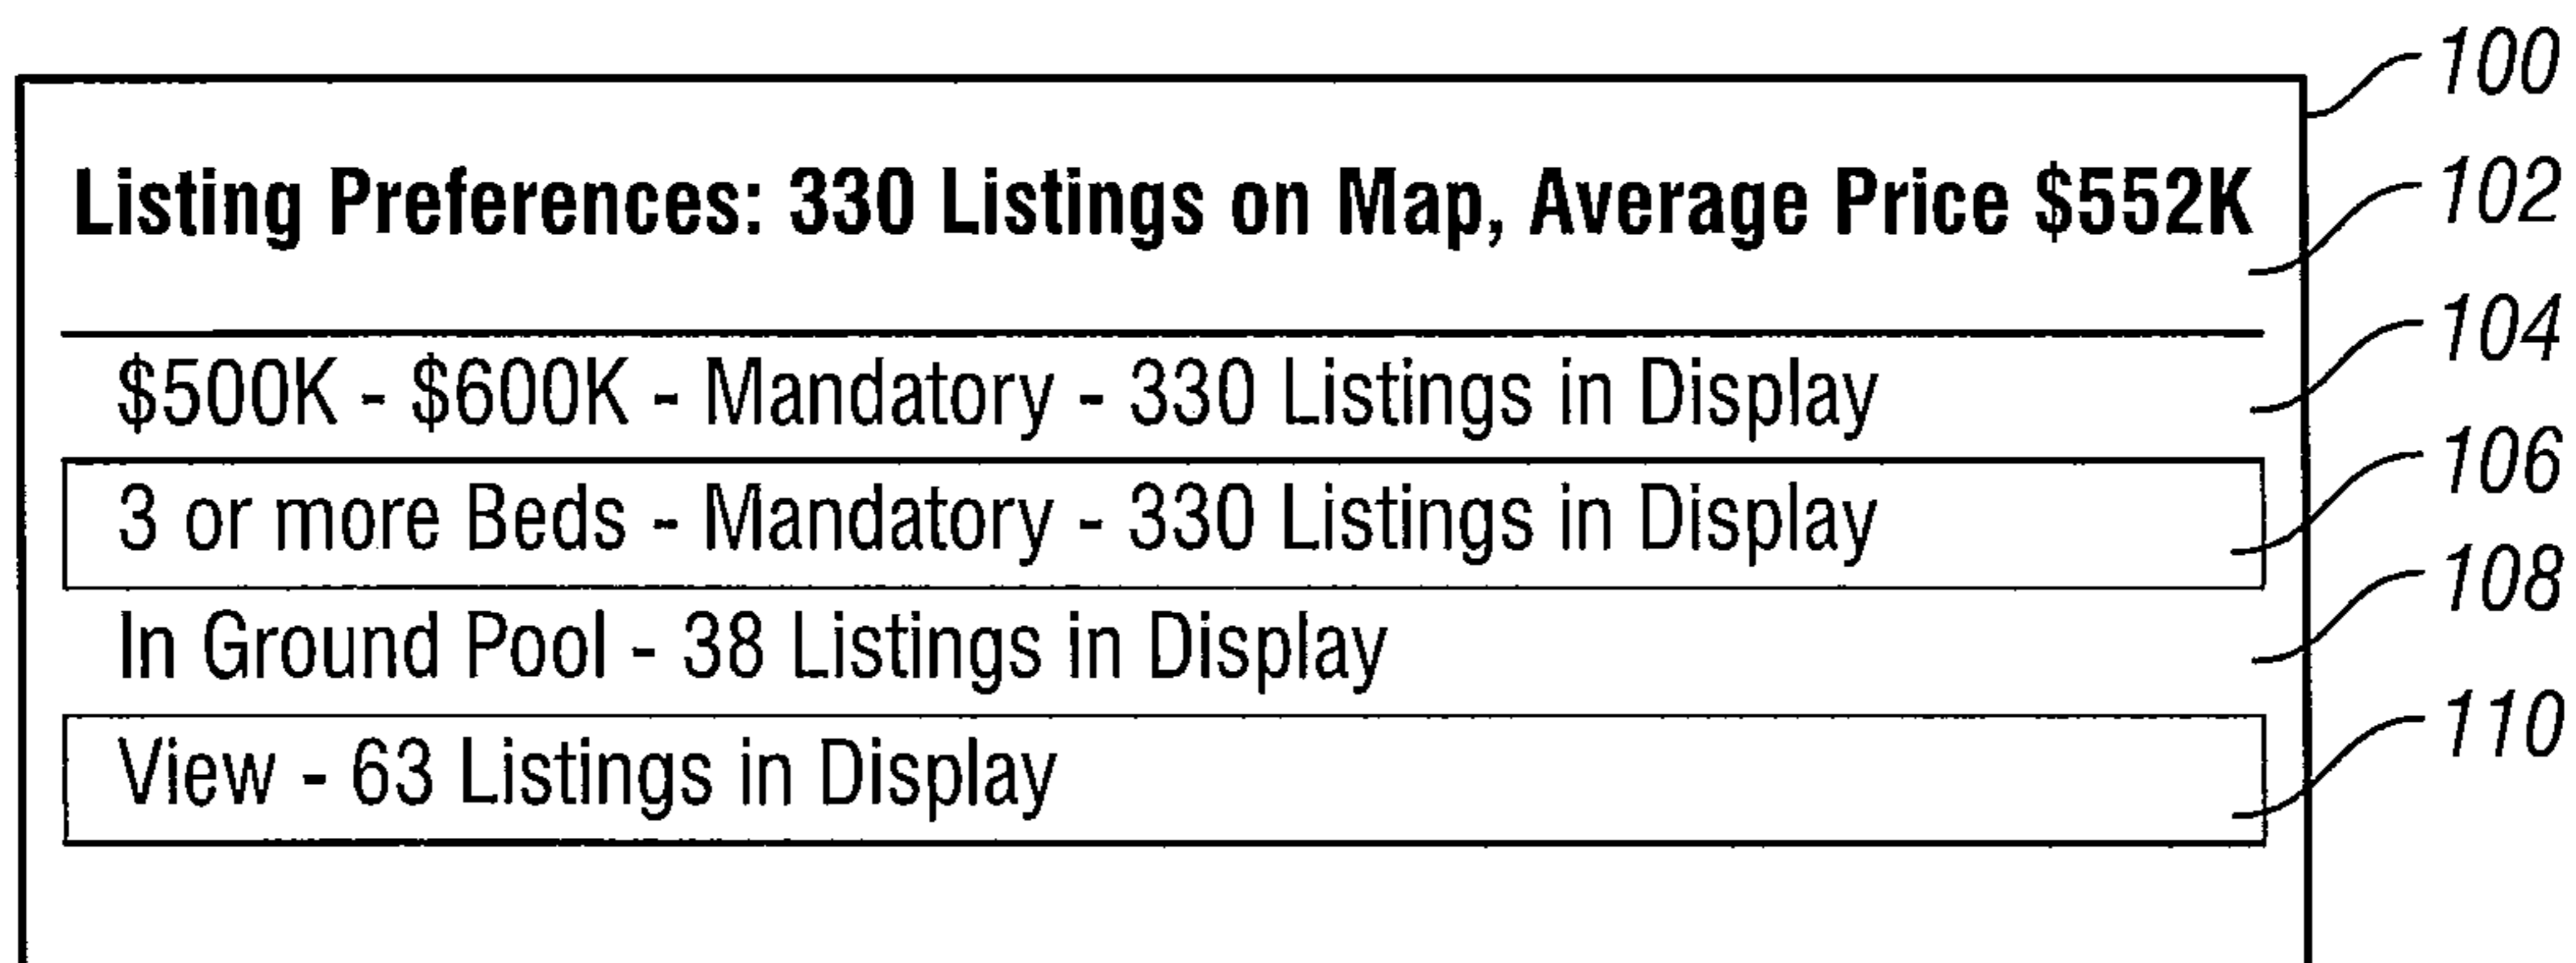 100
Listing Preferences: 330 Listings on Map, Average Price $552K
102
$500K - $600K - Mandatory - 330 Listings in Display
104
3 or more Beds - Mandatory - 330 Listings in Display
106
In Ground Pool - 38 Listings in Display
108
View - 63 Listings in Display
110